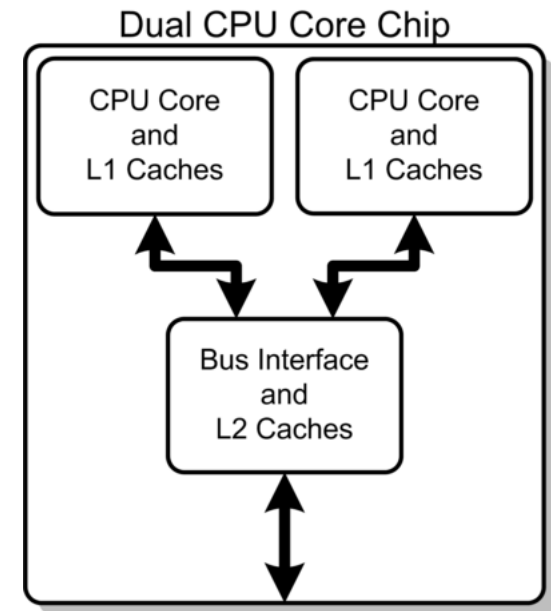 Dual CPU Core Chip
CPU Core
and
L1 Caches
CPU Core
and
L1 Caches
Bus Interface
and
L2 Caches